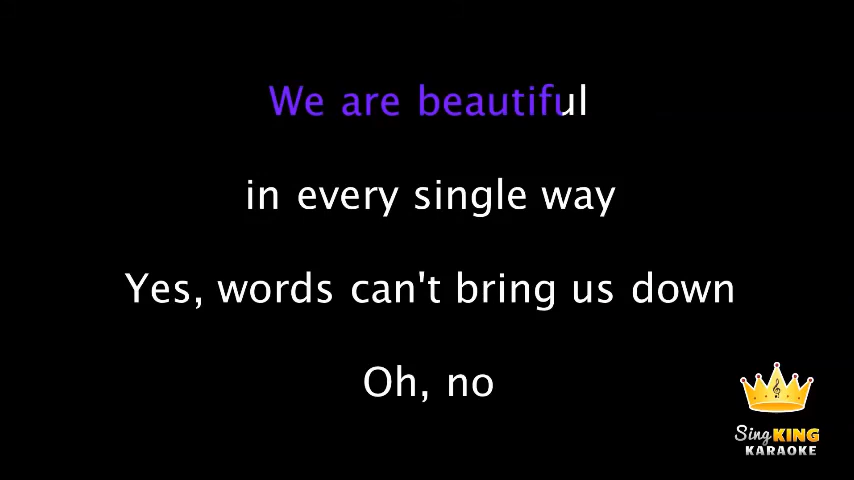 We are beautiful
in every single way
Yes, words can't bring us down
Oh, no
Sing KING
KARAOKE